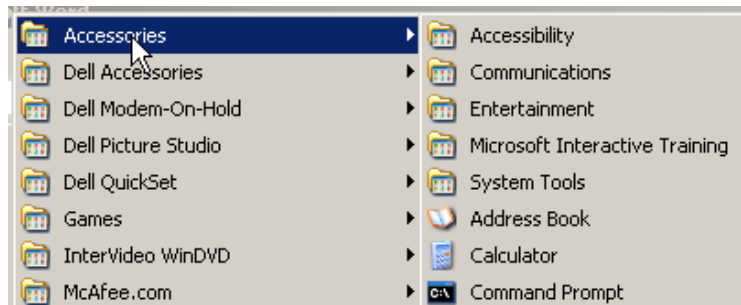 Accessories
Dell Accessories
Dell Modem-On-Hold
Dell Picture Studio
Dell QuickSet
Games
InterVideo WinDVD
McAfee.com
Accessibility
Communications
Entertainment
Microsoft Interactive Training
System Tools
Address Book
Calculator
Command Prompt